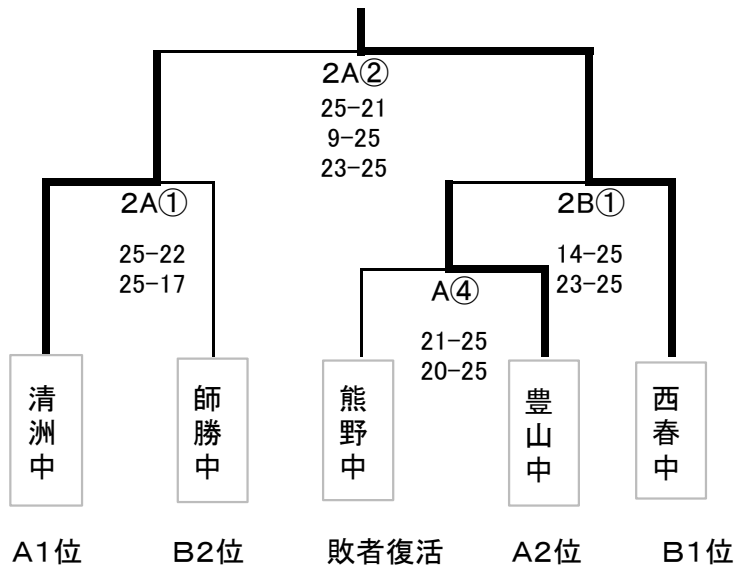 2A②
25-21
9-25
23-25
2A①
25-22
25-17
2B①
14-25
23-25
A④
21-25
20-25
清洲中
師勝中
熊野中
豊山中
西春中
A1位
B2位
敗者復活
A2位
B1位